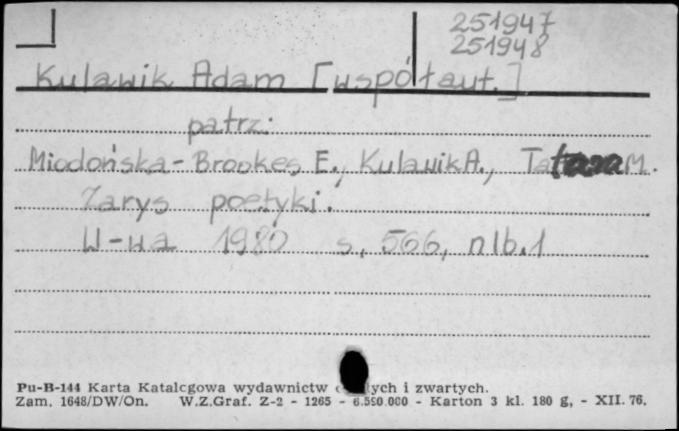 251947
251948
Kulawik Adam [współaut.]
patrz:
Miodońska-Brookes E., Kulawik A., Tatara M.
Zarys poetyki.
W-wa 1980 s. 566, nlb. 1
Pu-B-144 Karta Katalogowa wydawnictw ych i zwartych.
Zam. 1648/DW/On. W.Z.Graf. Z-2 - 1265 - 6.590.000 - Karton 3 kl. 180 g, - XII. 76.